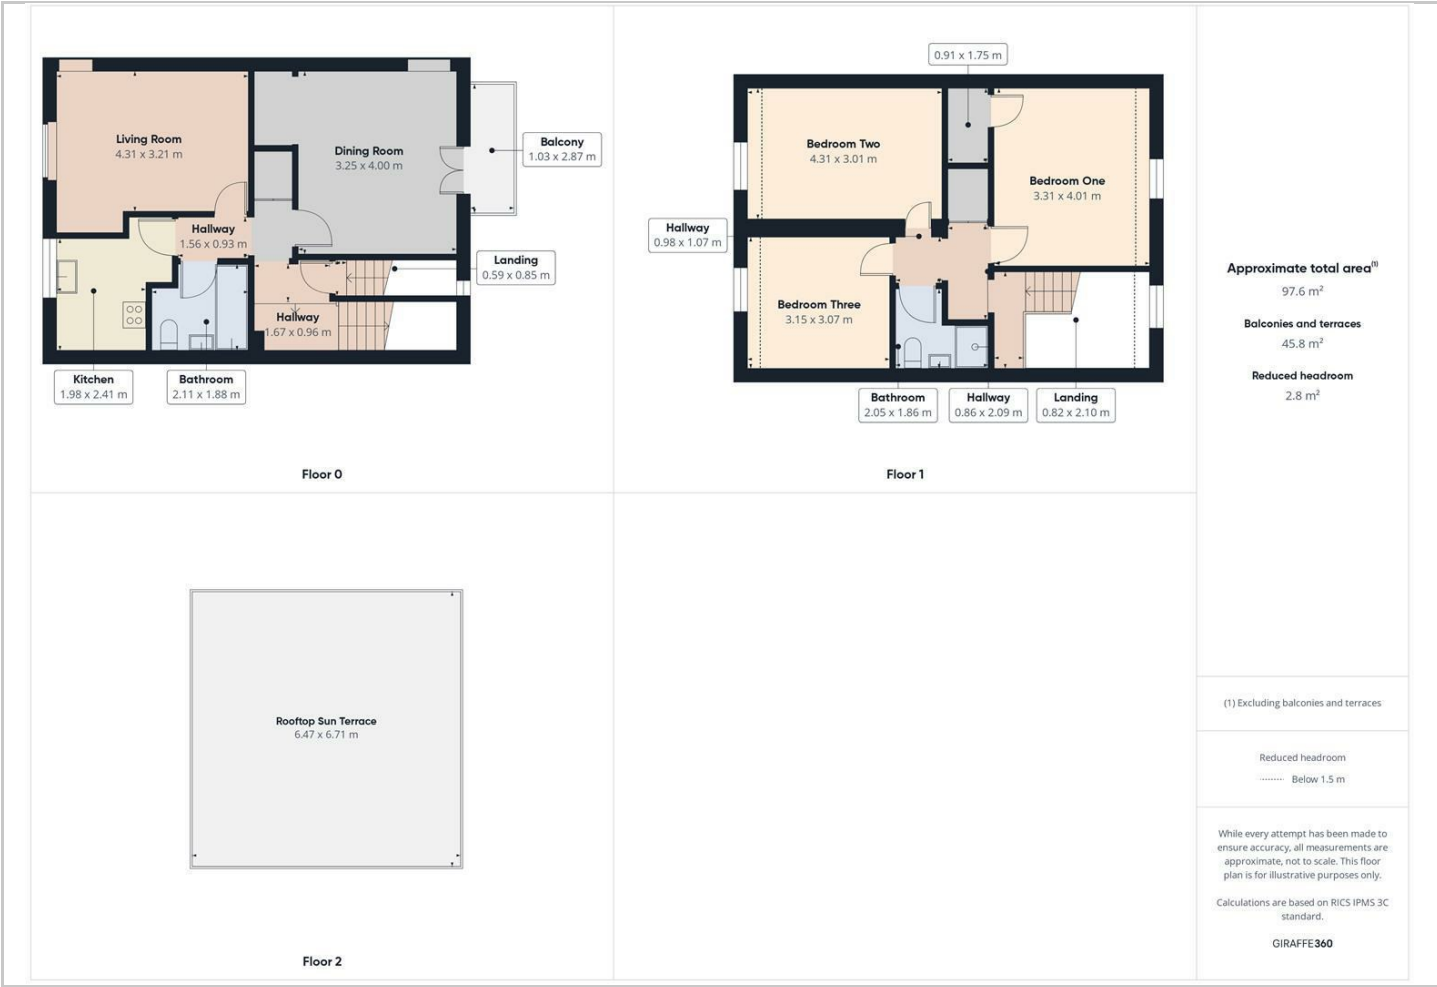 Living Room
4.31 x 3.21 m
Dining Room
3.25 x 4.00 m
Balcony
1.03 x 2.87 m
Hallway
1.56 x 0.93 m
Landing
0.59 x 0.85 m
Hallway
1.67 x 0.96 m
Kitchen
1.98 x 2.41 m
Bathroom
2.11 x 1.88 m
Floor 0
0.91 x 1.75 m
Bedroom Two
4.31 x 3.01 m
Bedroom One
3.31 x 4.01 m
Hallway
0.98 x 1.07 m
Bedroom Three
3.15 x 3.07 m
Bathroom
2.05 x 1.86 m
Hallway
0.86 x 2.09 m
Landing
0.82 x 2.10 m
Floor 1
Rooftop Sun Terrace
6.47 x 6.71 m
Floor 2
Approximate total area(1)
97.6 m²
Balconies and terraces
45.8 m²
Reduced headroom
2.8 m²
(1) Excluding balconies and terraces
Reduced headroom
Below 1.5 m
While every attempt has been made to
ensure accuracy, all measurements are
approximate, not to scale. This floor
plan is for illustrative purposes only.
Calculations are based on RICS IPMS 3C
standard.
GIRAFFE360